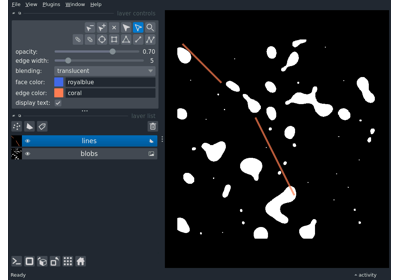 File View Plugins Window Help
layer controls
opacity: 0.70
edge width: 5
blending: translucent
face color: royalblue
edge color: coral
display text:
layer list
lines
blobs
Ready
activity